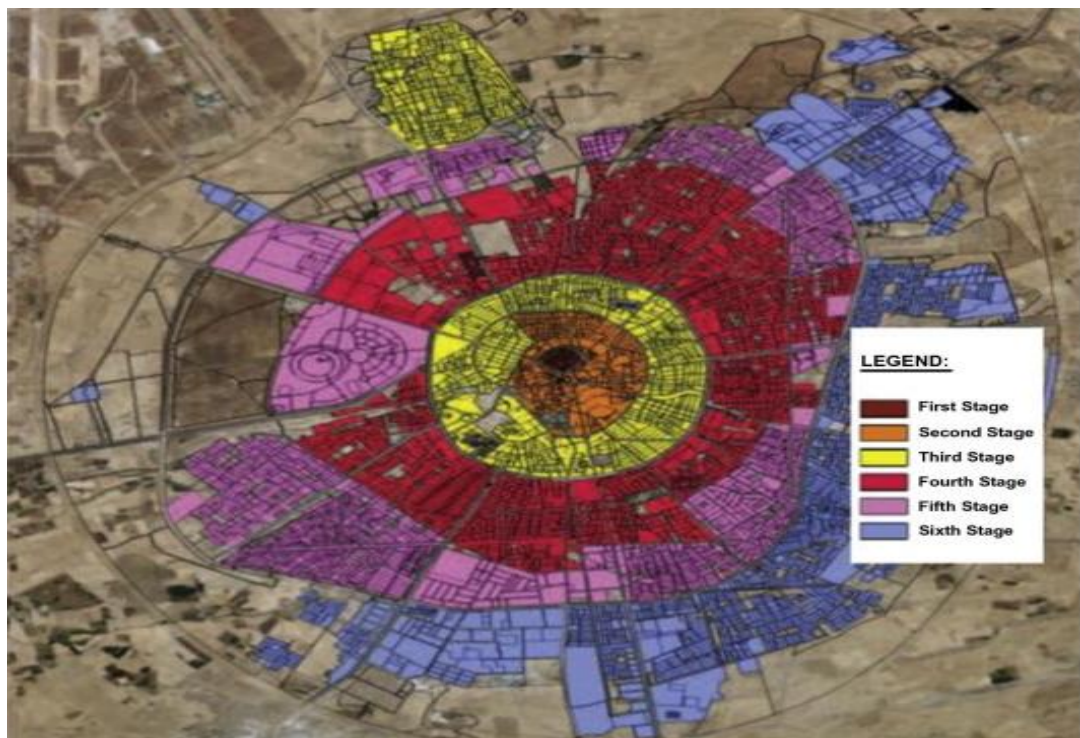 LEGEND:
First Stage
Second Stage
Third Stage
Fourth Stage
Fifth Stage
Sixth Stage